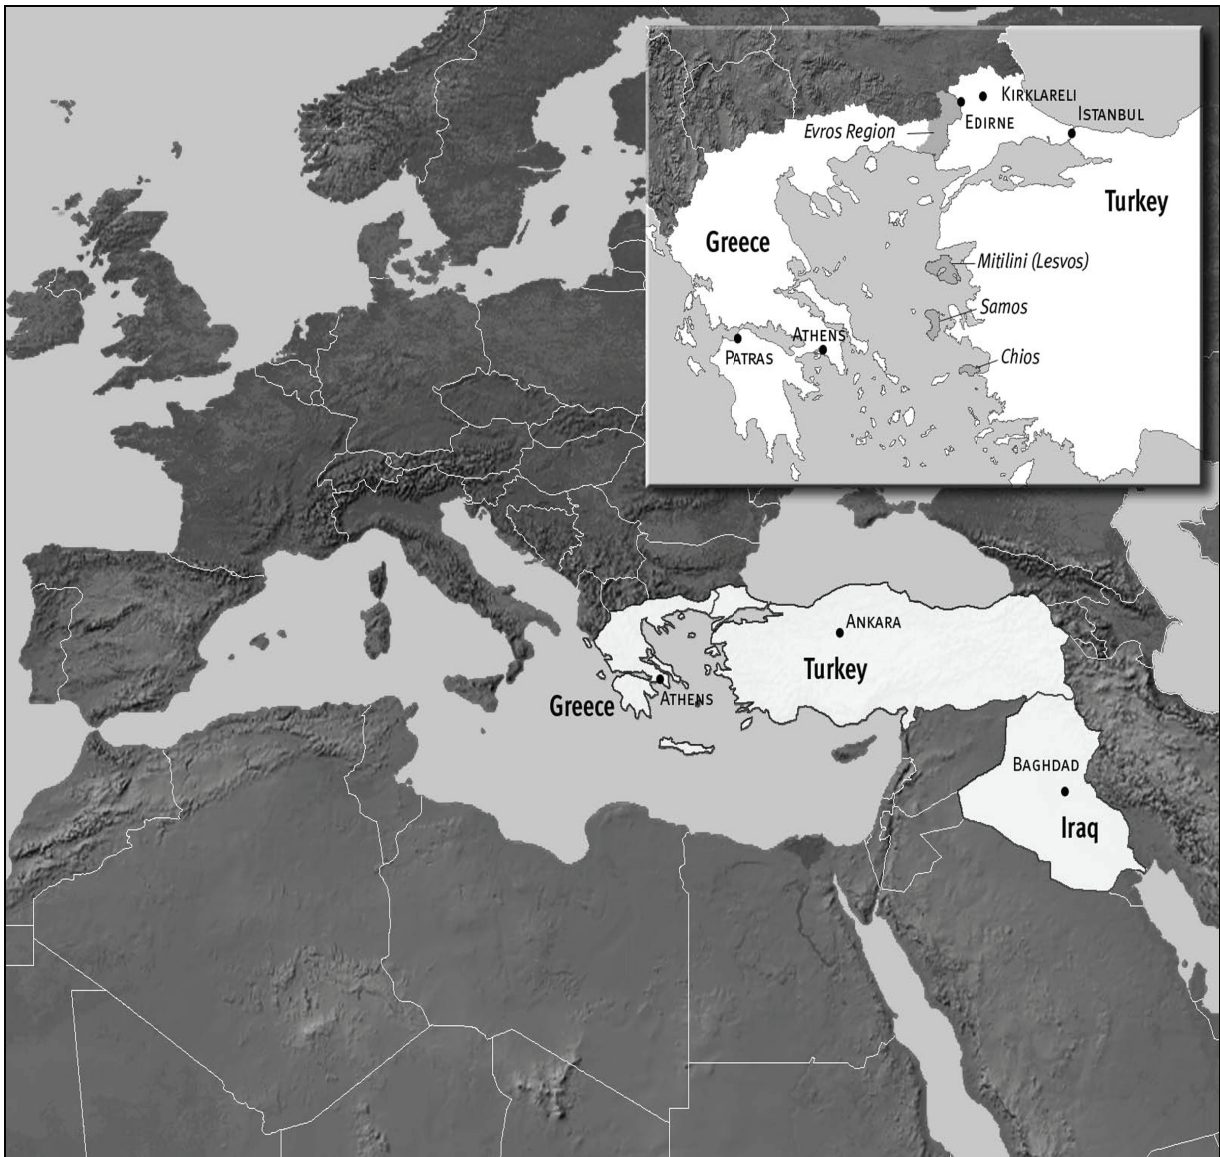 KIRKLARELI
ISTANBUL
EDIRNE
Evros Region
Turkey
Greece
Mitilini (Lesvos)
Samos
ATHENS
PATRAS
Chios
ANKARA
Turkey
Greece
ATHENS
BAGHDAD
Iraq